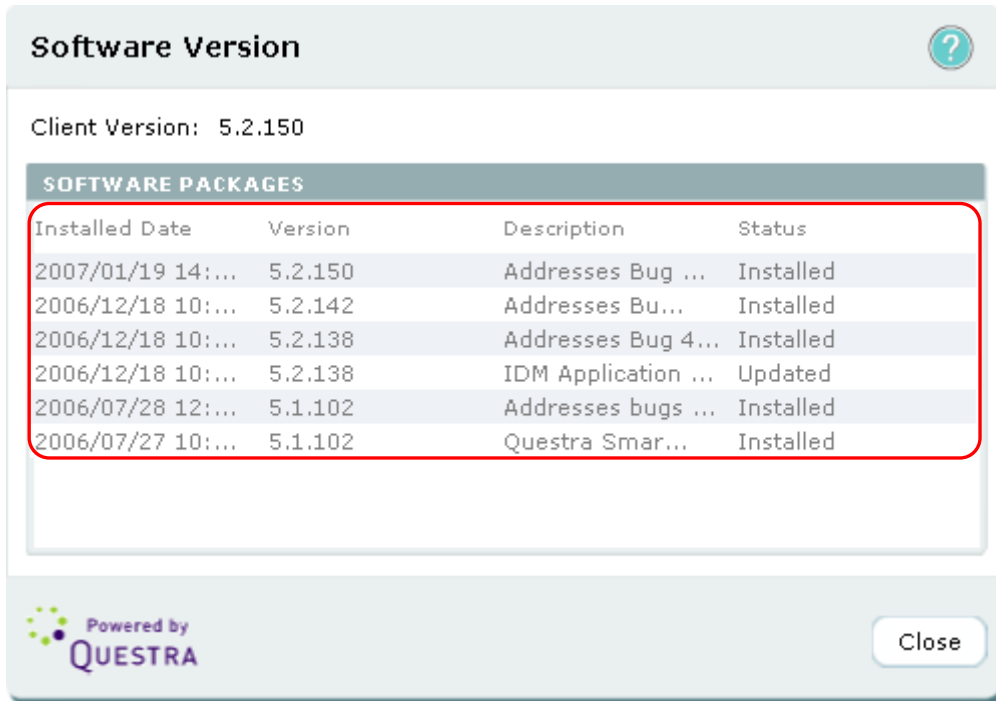 Software Version
?
Client Version: 5.2.150
SOFTWARE PACKAGES
Installed Date Version Description Status
2007/01/19 14:... 5.2.150 Addresses Bug ... Installed
2006/12/18 10:... 5.2.142 Addresses Bu... Installed
2006/12/18 10:... 5.2.138 Addresses Bug 4... Installed
2006/12/18 10:... 5.2.138 IDM Application ... Updated
2006/07/28 12:... 5.1.102 Addresses bugs ... Installed
2006/07/27 10:... 5.1.102 Questra Smar... Installed
Powered by
QUESTRA
Close